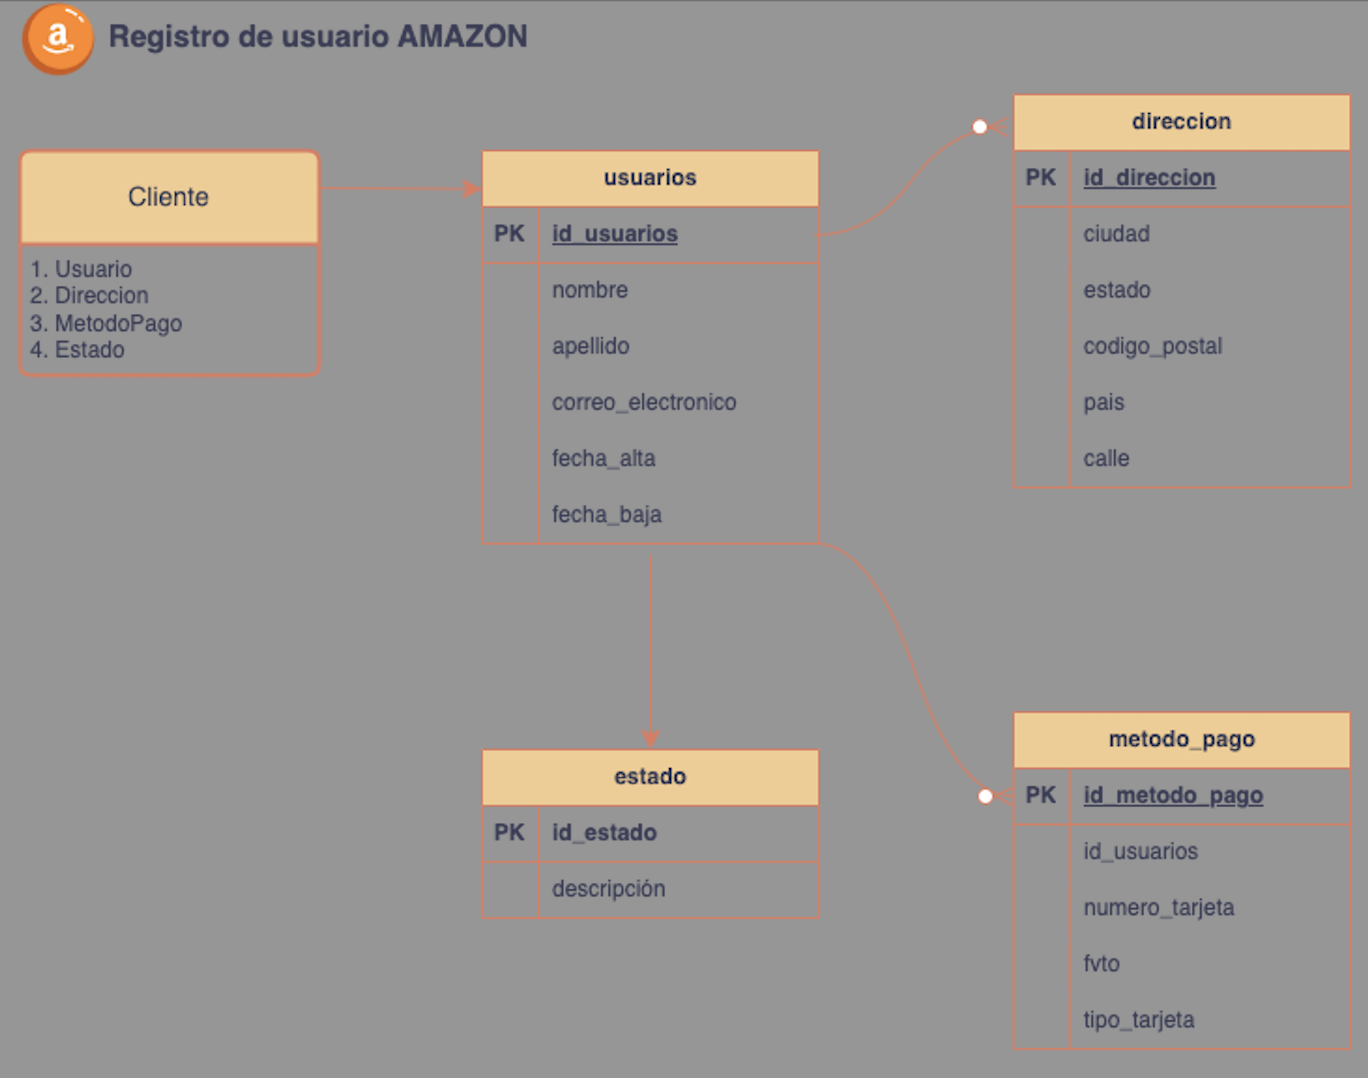 a
Registro de usuario AMAZON
Cliente
1. Usuario
2. Direccion
3. MetodoPago
4. Estado
usuarios
PK id_usuarios
nombre
apellido
correo_electronico
fecha_alta
fecha_baja
direccion
PK id_direccion
ciudad
estado
codigo_postal
pais
calle
estado
PK id_estado
descripción
metodo_pago
PK id_metodo_pago
id_usuarios
numero_tarjeta
fvto
tipo_tarjeta